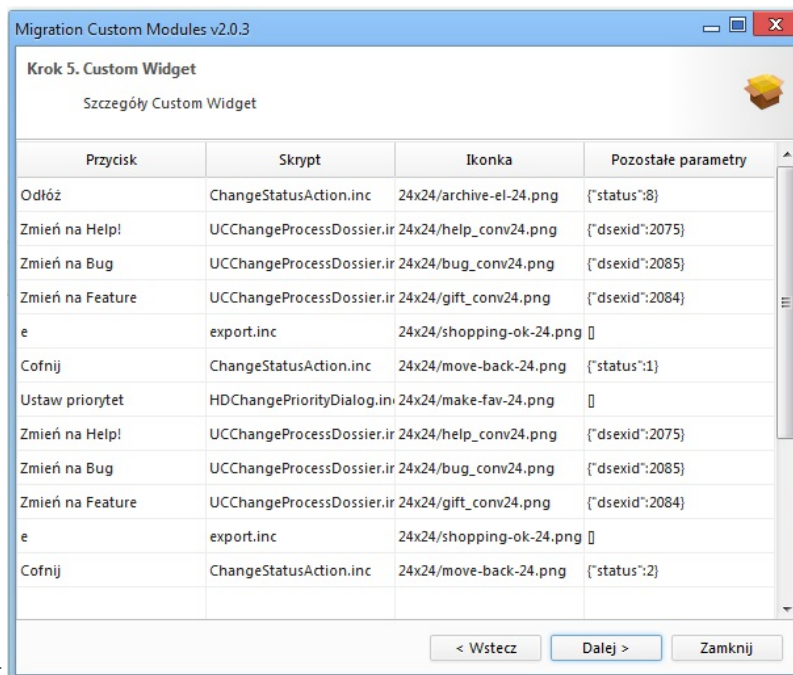 Migration Custom Modules v2.0.3
Krok 5. Custom Widget
Szczegóły Custom Widget
Przycisk Skrypt Ikonka Pozostałe parametry
Odłóż ChangeStatusAction.inc 24x24/archive-el-24.png {"status":8}
Zmień na Help! UCChangeProcessDossier.ir 24x24/help_conv24.png {"dsexid":2075}
Zmień na Bug UCChangeProcessDossier.ir 24x24/bug_conv24.png {"dsexid":2085}
Zmień na Feature UCChangeProcessDossier.ir 24x24/gift_conv24.png {"dsexid":2084}
e export.inc 24x24/shopping-ok-24.png []
Cofnij ChangeStatusAction.inc 24x24/move-back-24.png {"status":1}
Ustaw priorytet HDChangePriorityDialog.in 24x24/make-fav-24.png []
Zmień na Help! UCChangeProcessDossier.ir 24x24/help_conv24.png {"dsexid":2075}
Zmień na Bug UCChangeProcessDossier.ir 24x24/bug_conv24.png {"dsexid":2085}
Zmień na Feature UCChangeProcessDossier.ir 24x24/gift_conv24.png {"dsexid":2084}
e export.inc 24x24/shopping-ok-24.png []
Cofnij ChangeStatusAction.inc 24x24/move-back-24.png {"status":2}
< Wstecz Dalej > Zamknij